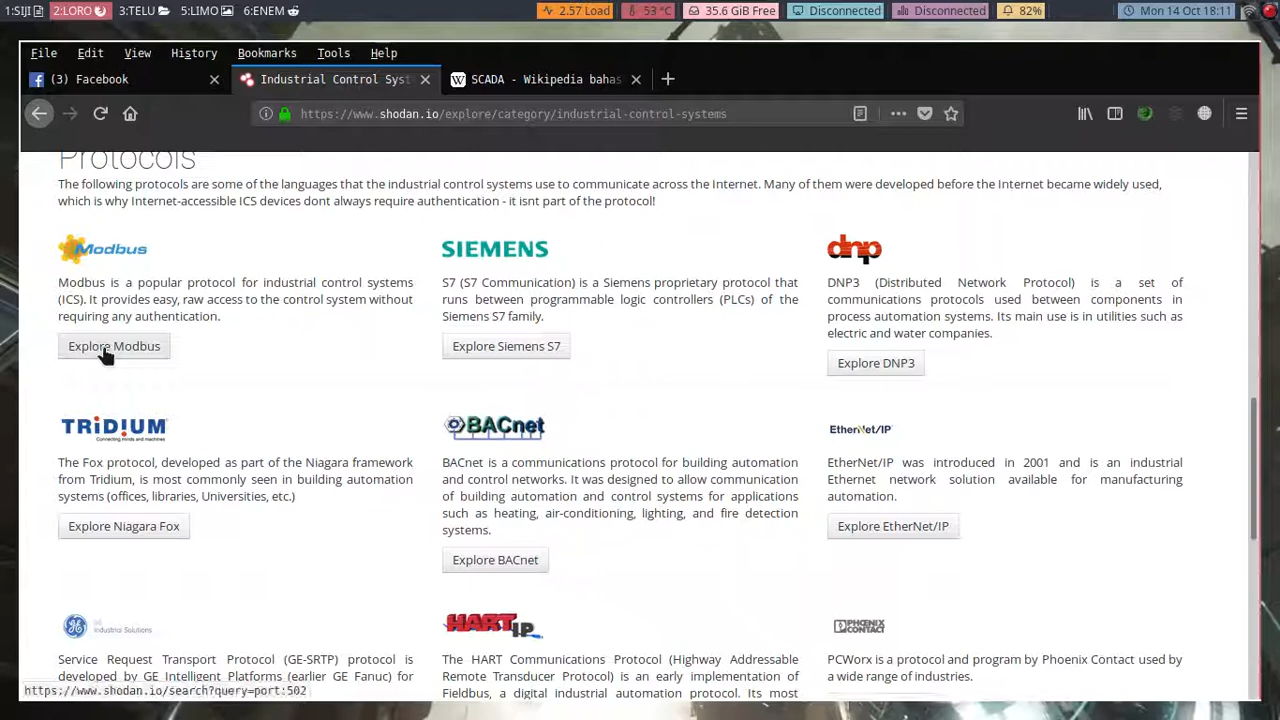 1:SIJI 2:LORO 3:TELU 5:LIMO 6:ENEM 2.57 Load 53 °C 35.6 GiB Free Disconnected Disconnected 82% Mon 14 Oct 18:11
File Edit View History Bookmarks Tools Help
(3) Facebook Industrial Control Syst SCADA - Wikipedia bahas
https://www.shodan.io/explore/category/industrial-control-systems
Protocols
The following protocols are some of the languages that the industrial control systems use to communicate across the Internet. Many of them were developed before the Internet became widely used,
which is why Internet-accessible ICS devices dont always require authentication - it isnt part of the protocol!
Modbus
Modbus is a popular protocol for industrial control systems
(ICS). It provides easy, raw access to the control system without
requiring any authentication.
Explore Modbus
SIEMENS
S7 (S7 Communication) is a Siemens proprietary protocol that
runs between programmable logic controllers (PLCs) of the
Siemens S7 family.
Explore Siemens S7
dnp
DNP3 (Distributed Network Protocol) is a set of
communications protocols used between components in
process automation systems. Its main use is in utilities such as
electric and water companies.
Explore DNP3
TRIDIUM
Connecting minds and machines
The Fox protocol, developed as part of the Niagara framework
from Tridium, is most commonly seen in building automation
systems (offices, libraries, Universities, etc.)
Explore Niagara Fox
BACnet
BACnet is a communications protocol for building automation
and control networks. It was designed to allow communication
of building automation and control systems for applications
such as heating, air-conditioning, lighting, and fire detection
systems.
Explore BACnet
EtherNet/IP
EtherNet/IP was introduced in 2001 and is an industrial
Ethernet network solution available for manufacturing
automation.
Explore EtherNet/IP
GE
Industrial Solutions
Service Request Transport Protocol (GE-SRTP) protocol is
developed by GE Intelligent Platforms (earlier GE Fanuc) for
HART IP
The HART Communications Protocol (Highway Addressable
Remote Transducer Protocol) is an early implementation of
Fieldbus, a digital industrial automation protocol. Its most
PHOENIX
CONTACT
PCWorx is a protocol and program by Phoenix Contact used by
a wide range of industries.
https://www.shodan.io/search?query=port:502